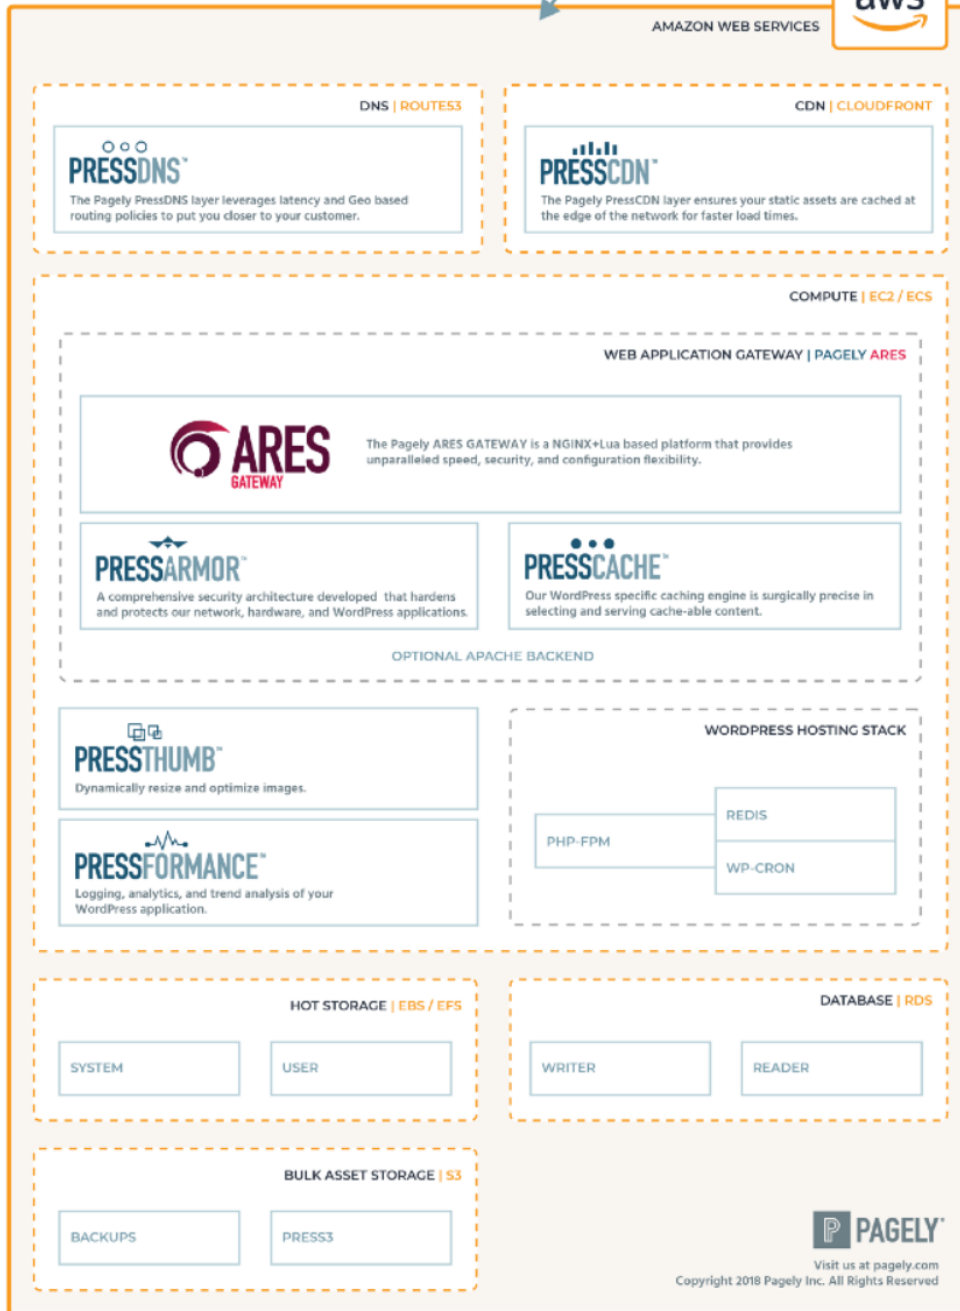 aws
AMAZON WEB SERVICES
DNS | ROUTE53
PRESSDNS™
The Pagely PressDNS layer leverages latency and Geo based
routing policies to put you closer to your customer.
CDN | CLOUDFRONT
PRESSCDN™
The Pagely PressCDN layer ensures your static assets are cached at
the edge of the network for faster load times.
COMPUTE | EC2 / ECS
WEB APPLICATION GATEWAY | PAGELY ARES
ARES
GATEWAY
The Pagely ARES GATEWAY is a NGINX+Lua based platform that provides
unparalleled speed, security, and configuration flexibility.
PRESSARMOR™
A comprehensive security architecture developed that hardens
and protects our network, hardware, and WordPress applications.
PRESSCACHE™
Our WordPress specific caching engine is surgically precise in
selecting and serving cache-able content.
OPTIONAL APACHE BACKEND
PRESSTHUMB™
Dynamically resize and optimize images.
PRESSFORMANCE™
Logging, analytics, and trend analysis of your
WordPress application.
WORDPRESS HOSTING STACK
PHP-FPM
REDIS
WP-CRON
HOT STORAGE | EBS / EFS
SYSTEM
USER
DATABASE | RDS
WRITER
READER
BULK ASSET STORAGE | S3
BACKUPS
PRESS3
PAGELY
Visit us at pagely.com
Copyright 2018 Pagely Inc. All Rights Reserved